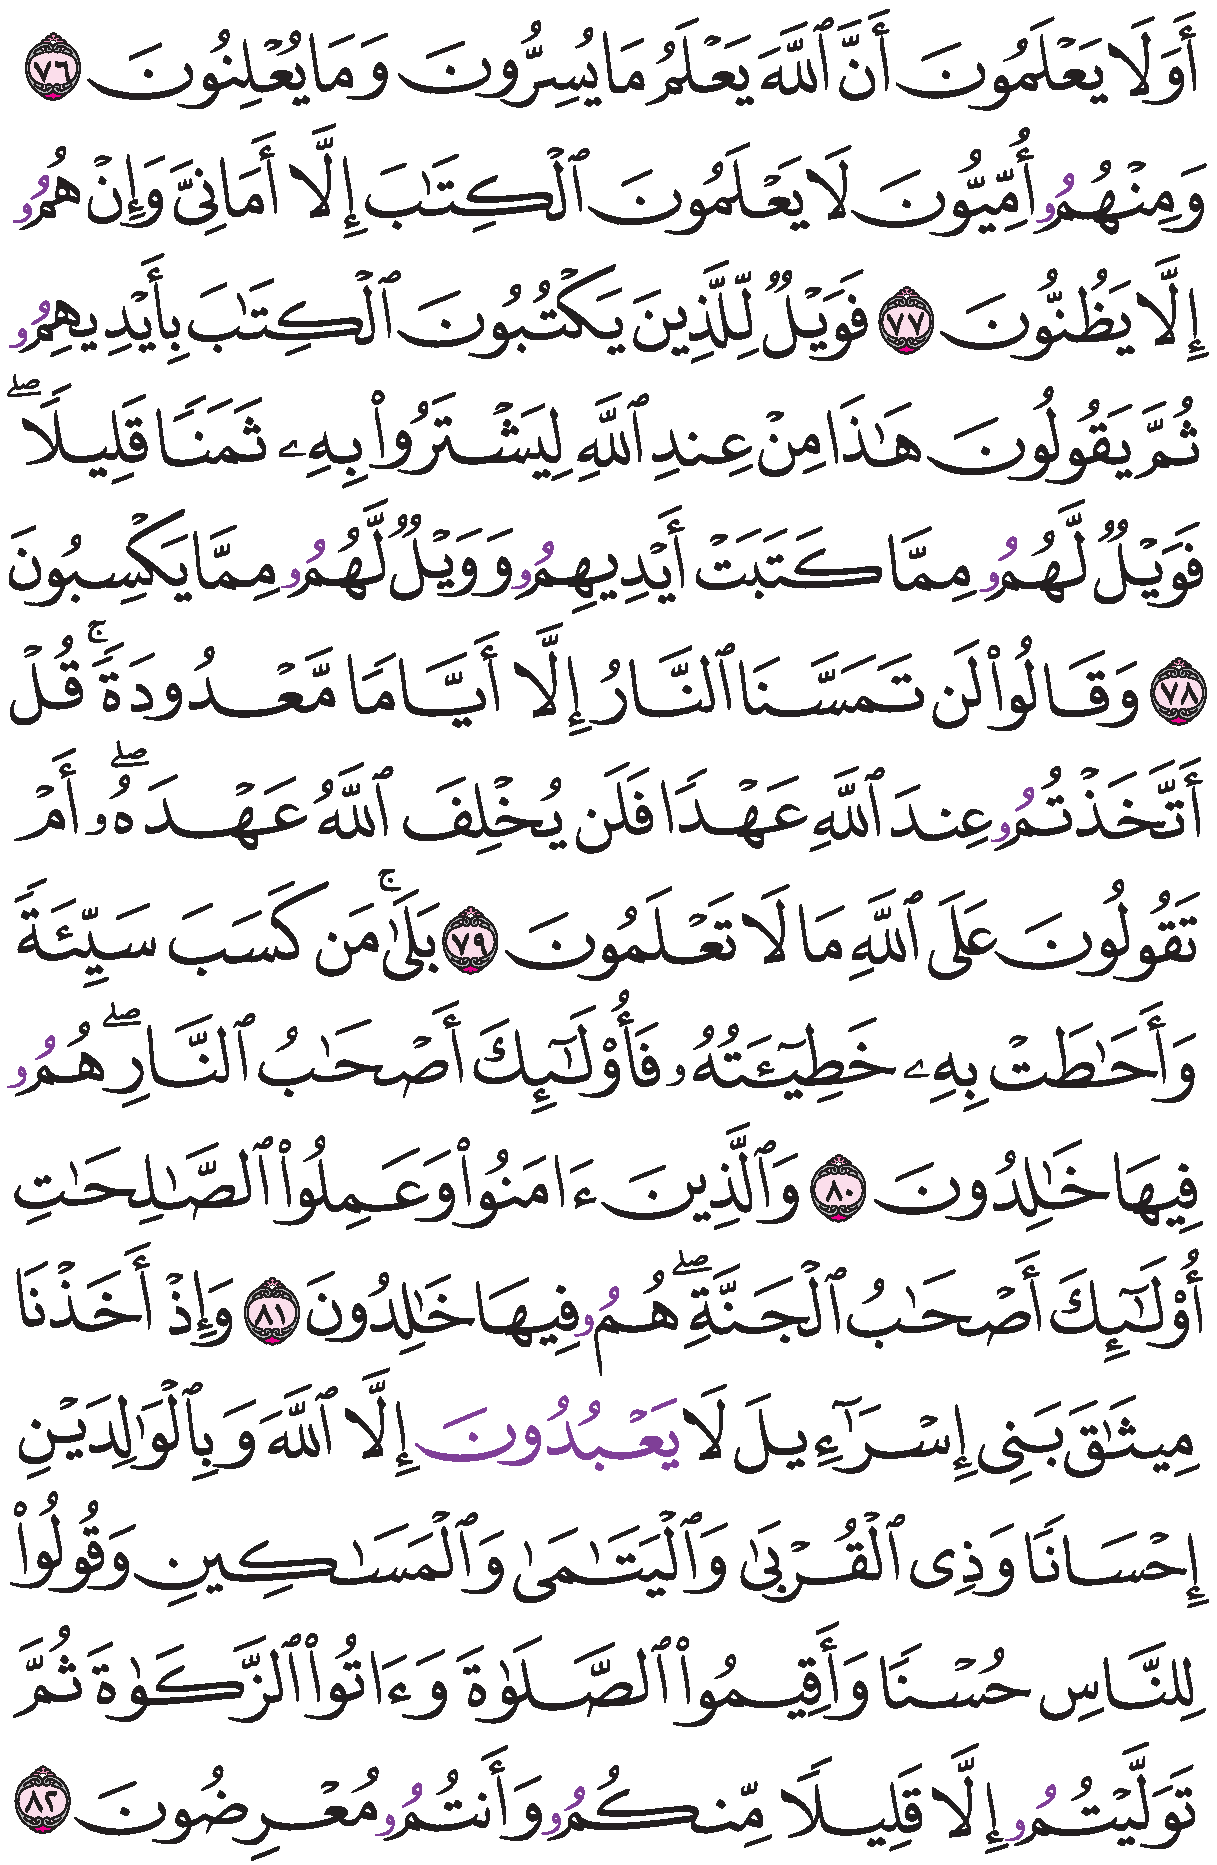 أَوَلَا يَعْلَمُونَ أَنَّ ٱللَّهَ يَعْلَمُ مَا يُسِرُّونَ وَمَا يُعْلِنُونَ ٧٦
وَمِنْهُمُۥ أُمِّيُّونَ لَا يَعْلَمُونَ ٱلْكِتَٰبَ إِلَّا أَمَانِيَّ وَإِنْ هُمُۥ
إِلَّا يَظُنُّونَ ٧٧ فَوَيْلٌ لِّلَّذِينَ يَكْتُبُونَ ٱلْكِتَٰبَ بِأَيْدِيهِمُۥ
ثُمَّ يَقُولُونَ هَٰذَا مِنْ عِندِ ٱللَّهِ لِيَشْتَرُواْ بِهِۦ ثَمَنًا قَلِيلًاۖ
فَوَيْلٌ لَّهُمُۥ مِمَّا كَتَبَتْ أَيْدِيهِمُۥ وَوَيْلٌ لَّهُمُۥ مِمَّا يَكْسِبُونَ
٧٨ وَقَالُواْ لَن تَمَسَّنَا ٱلنَّارُ إِلَّا أَيَّامًا مَّعْدُودَةًۚ قُلْ
أَتَّخَذْتُمُۥ عِندَ ٱللَّهِ عَهْدًا فَلَن يُخْلِفَ ٱللَّهُ عَهْدَهُۥۖ أَمْ
تَقُولُونَ عَلَى ٱللَّهِ مَا لَا تَعْلَمُونَ ٧٩ بَلَىٰۚ مَن كَسَبَ سَيِّئَةً
وَأَحَٰطَتْ بِهِۦ خَطِيٓـَٔتُهُۥ فَأُوْلَٰٓئِكَ أَصْحَٰبُ ٱلنَّارِۖ هُمُۥ
فِيهَا خَٰلِدُونَ ٨٠ وَٱلَّذِينَ ءَامَنُواْ وَعَمِلُواْ ٱلصَّٰلِحَٰتِ
أُوْلَٰٓئِكَ أَصْحَٰبُ ٱلْجَنَّةِۖ هُمُۥ فِيهَا خَٰلِدُونَ ٨١ وَإِذْ أَخَذْنَا
مِيثَٰقَ بَنِي إِسْرَآءِيلَ لَا يَعْبُدُونَ إِلَّا ٱللَّهَ وَبِٱلْوَٰلِدَيْنِ
إِحْسَانًا وَذِي ٱلْقُرْبَىٰ وَٱلْيَتَٰمَىٰ وَٱلْمَسَٰكِينِ وَقُولُواْ
لِلنَّاسِ حُسْنًا وَأَقِيمُواْ ٱلصَّلَوٰةَ وَءَاتُواْ ٱلزَّكَوٰةَ ثُمَّ
تَوَلَّيْتُمُۥ إِلَّا قَلِيلًا مِّنكُمُۥ وَأَنتُمُۥ مُعْرِضُونَ ٨٢